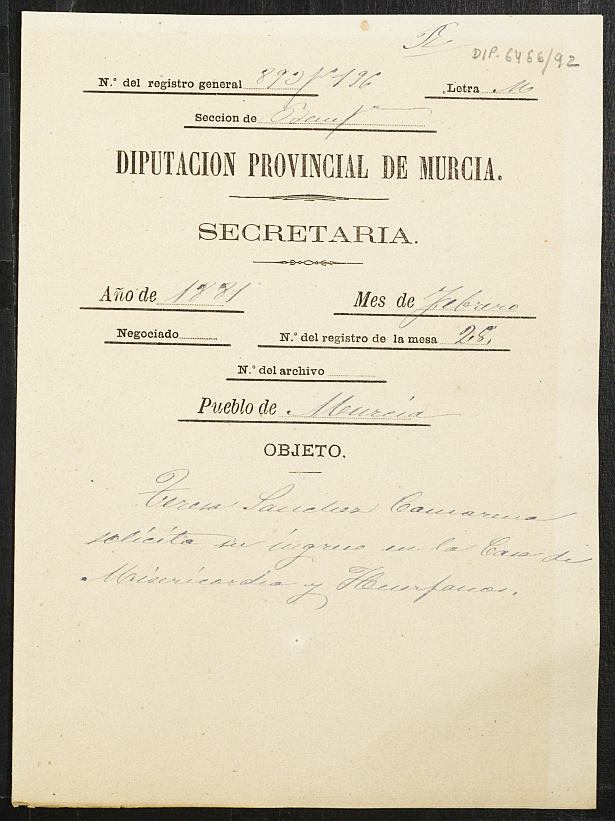 DIP. 6466/92
N.º del registro general 893 fº 196 Letra M
Seccion de
DIPUTACION PROVINCIAL DE MURCIA.
SECRETARIA.
Año de 1881 Mes de Febrero
Negociado N.º del registro de la mesa 28.
N.º del archivo
Pueblo de Murcia
OBJETO.
Teresa Sanchez Camarena
solicita su ingreso en la Casa de
Misericordia y Huerfanos.